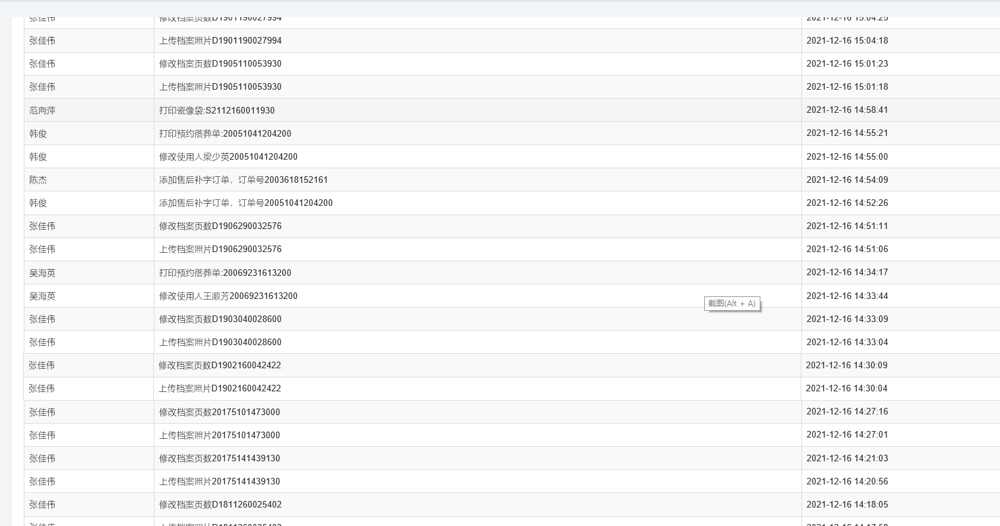 张佳伟 修改档案页数D1901190027994 2021-12-16 15:04:25
张佳伟 上传档案照片D1901190027994 2021-12-16 15:04:18
张佳伟 修改档案页数D1905110053930 2021-12-16 15:01:23
张佳伟 上传档案照片D1905110053930 2021-12-16 15:01:18
范向萍 打印瓷像袋:S2112160011930 2021-12-16 14:58:41
韩俊 打印预约落葬单:20051041204200 2021-12-16 14:55:21
韩俊 修改使用人梁少英20051041204200 2021-12-16 14:55:00
陈杰 添加售后补字订单，订单号2003618152161 2021-12-16 14:54:09
韩俊 添加售后补字订单，订单号20051041204200 2021-12-16 14:52:26
张佳伟 修改档案页数D1906290032576 2021-12-16 14:51:11
张佳伟 上传档案照片D1906290032576 2021-12-16 14:51:06
吴海英 打印预约落葬单:20069231613200 2021-12-16 14:34:17
吴海英 修改使用人王顺芳20069231613200 2021-12-16 14:33:44
截图(Alt + A)
张佳伟 修改档案页数D1903040028600 2021-12-16 14:33:09
张佳伟 上传档案照片D1903040028600 2021-12-16 14:33:04
张佳伟 修改档案页数D1902160042422 2021-12-16 14:30:09
张佳伟 上传档案照片D1902160042422 2021-12-16 14:30:04
张佳伟 修改档案页数20175101473000 2021-12-16 14:27:16
张佳伟 上传档案照片20175101473000 2021-12-16 14:27:01
张佳伟 修改档案页数20175141439130 2021-12-16 14:21:03
张佳伟 上传档案照片20175141439130 2021-12-16 14:20:56
张佳伟 修改档案页数D1811260025402 2021-12-16 14:18:05